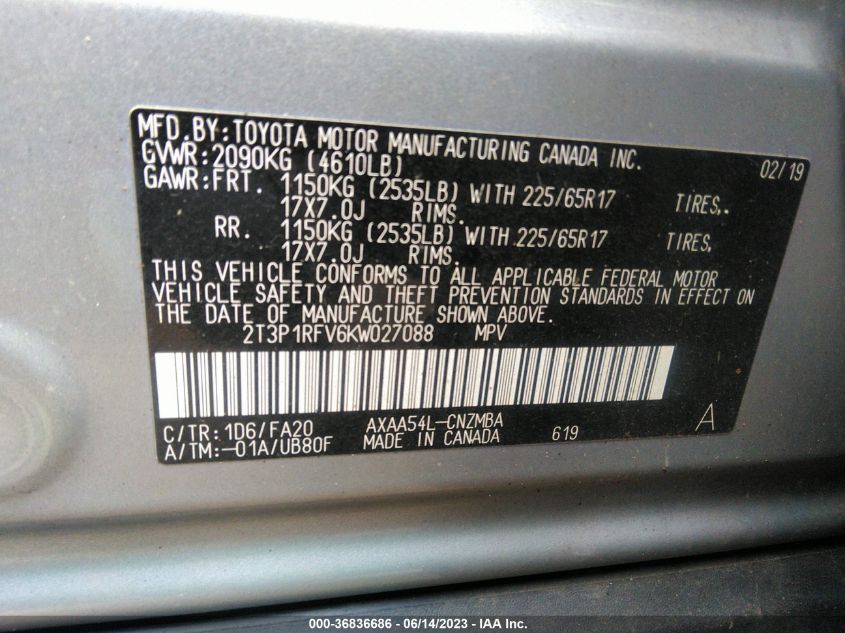 MFD.BY:TOYOTA MOTOR MANUFACTURING CANADA INC.
GVWR:2090KG (4610LB) 02/19
GAWR:FRT. 1150KG (2535LB) WITH 225/65R17 TIRES,.
17X7.0J RIMS.
RR. 1150KG (2535LB) WITH 225/65R17 TIRES,
17X7.0J RIMS.
THIS VEHICLE CONFORMS TO ALL APPLICABLE FEDERAL MOTOR
VEHICLE SAFETY AND THEFT PREVENTION STANDARDS IN EFFECT ON
THE DATE OF MANUFACTURE SHOWN ABOVE.
2T3P1RFV6KW027088 MPV
C/TR:1D6/FA20 AXAA54L-CNZMBA A
A/TM:-01A/UB80F MADE IN CANADA 619
000-36836686 - 06/14/2023 - IAA Inc.